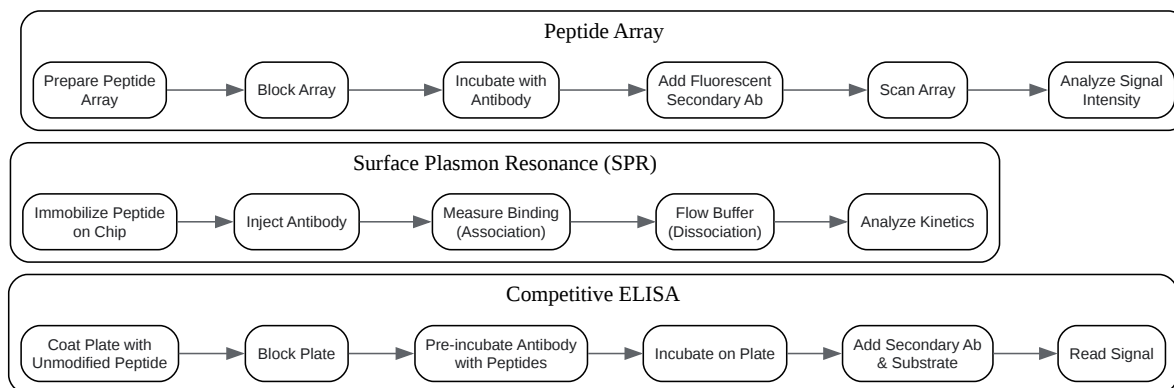 Peptide Array
Prepare Peptide
Array
Block Array
Incubate with
Antibody
Add Fluorescent
Secondary Ab
Scan Array
Analyze Signal
Intensity
Surface Plasmon Resonance (SPR)
Immobilize Peptide
on Chip
Inject Antibody
Measure Binding
(Association)
Flow Buffer
(Dissociation)
Analyze Kinetics
Competitive ELISA
Coat Plate with
Unmodified Peptide
Block Plate
Pre-incubate Antibody
with Peptides
Incubate on Plate
Add Secondary Ab
& Substrate
Read Signal